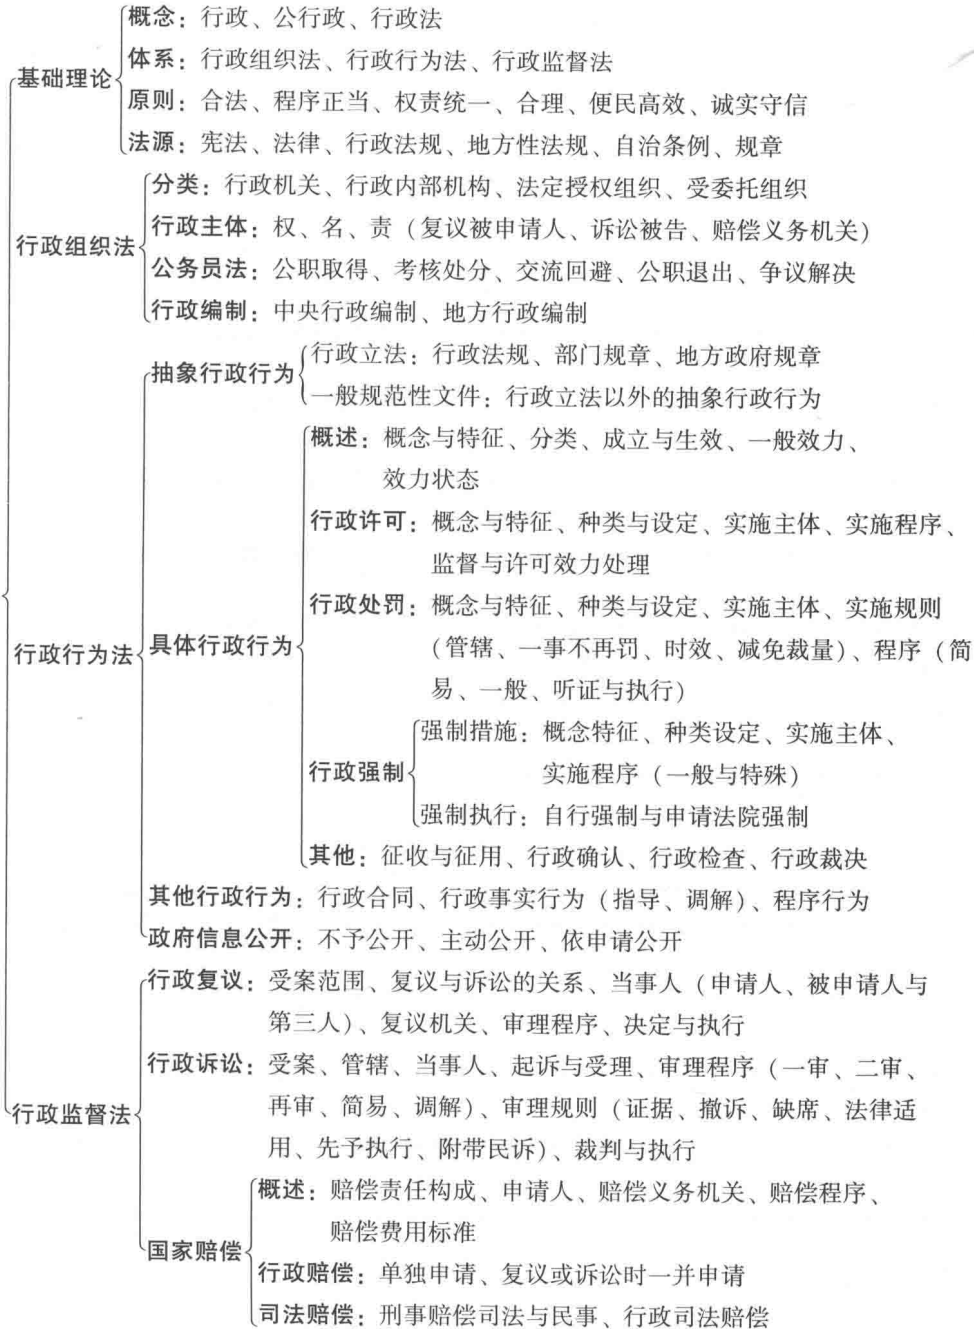 基础理论
概念：行政、公行政、行政法
体系：行政组织法、行政行为法、行政监督法
原则：合法、程序正当、权责统一、合理、便民高效、诚实守信
法源：宪法、法律、行政法规、地方性法规、自治条例、规章
行政组织法
分类：行政机关、行政内部机构、法定授权组织、受委托组织
行政主体：权、名、责（复议被申请人、诉讼被告、赔偿义务机关）
公务员法：公职取得、考核处分、交流回避、公职退出、争议解决
行政编制：中央行政编制、地方行政编制
行政行为法
抽象行政行为
行政立法：行政法规、部门规章、地方政府规章
一般规范性文件：行政立法以外的抽象行政行为
具体行政行为
概述：概念与特征、分类、成立与生效、一般效力、
效力状态
行政许可：概念与特征、种类与设定、实施主体、实施程序、
监督与许可效力处理
行政处罚：概念与特征、种类与设定、实施主体、实施规则
（管辖、一事不再罚、时效、减免裁量）、程序（简
易、一般、听证与执行）
行政强制
强制措施：概念特征、种类设定、实施主体、
实施程序（一般与特殊）
强制执行：自行强制与申请法院强制
其他：征收与征用、行政确认、行政检查、行政裁决
其他行政行为：行政合同、行政事实行为（指导、调解）、程序行为
政府信息公开：不予公开、主动公开、依申请公开
行政监督法
行政复议：受案范围、复议与诉讼的关系、当事人（申请人、被申请人与
第三人）、复议机关、审理程序、决定与执行
行政诉讼：受案、管辖、当事人、起诉与受理、审理程序（一审、二审、
再审、简易、调解）、审理规则（证据、撤诉、缺席、法律适
用、先予执行、附带民诉）、裁判与执行
国家赔偿
概述：赔偿责任构成、申请人、赔偿义务机关、赔偿程序、
赔偿费用标准
行政赔偿：单独申请、复议或诉讼时一并申请
司法赔偿：刑事赔偿司法与民事、行政司法赔偿